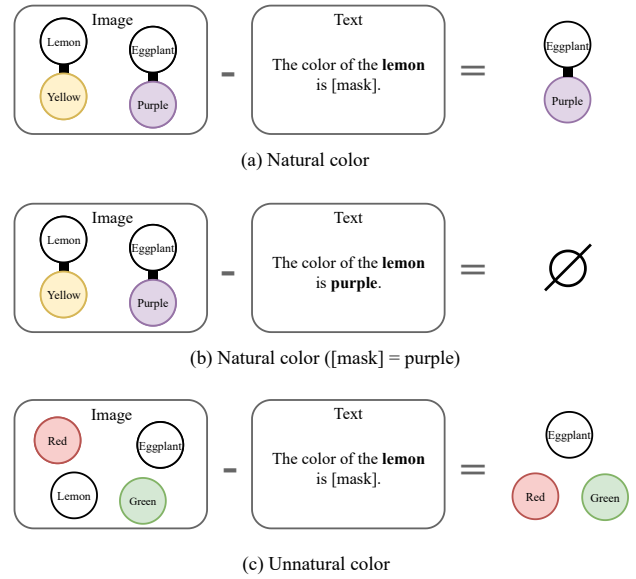 Image
Lemon
Eggplant
Yellow
Purple
-
Text
The color of the lemon
is [mask].
=
Eggplant
Purple
(a) Natural color
Image
Lemon
Eggplant
Yellow
Purple
-
Text
The color of the lemon
is purple.
=
∅
(b) Natural color ([mask] = purple)
Image
Red
Eggplant
Lemon
Green
-
Text
The color of the lemon
is [mask].
=
Eggplant
Red
Green
(c) Unnatural color